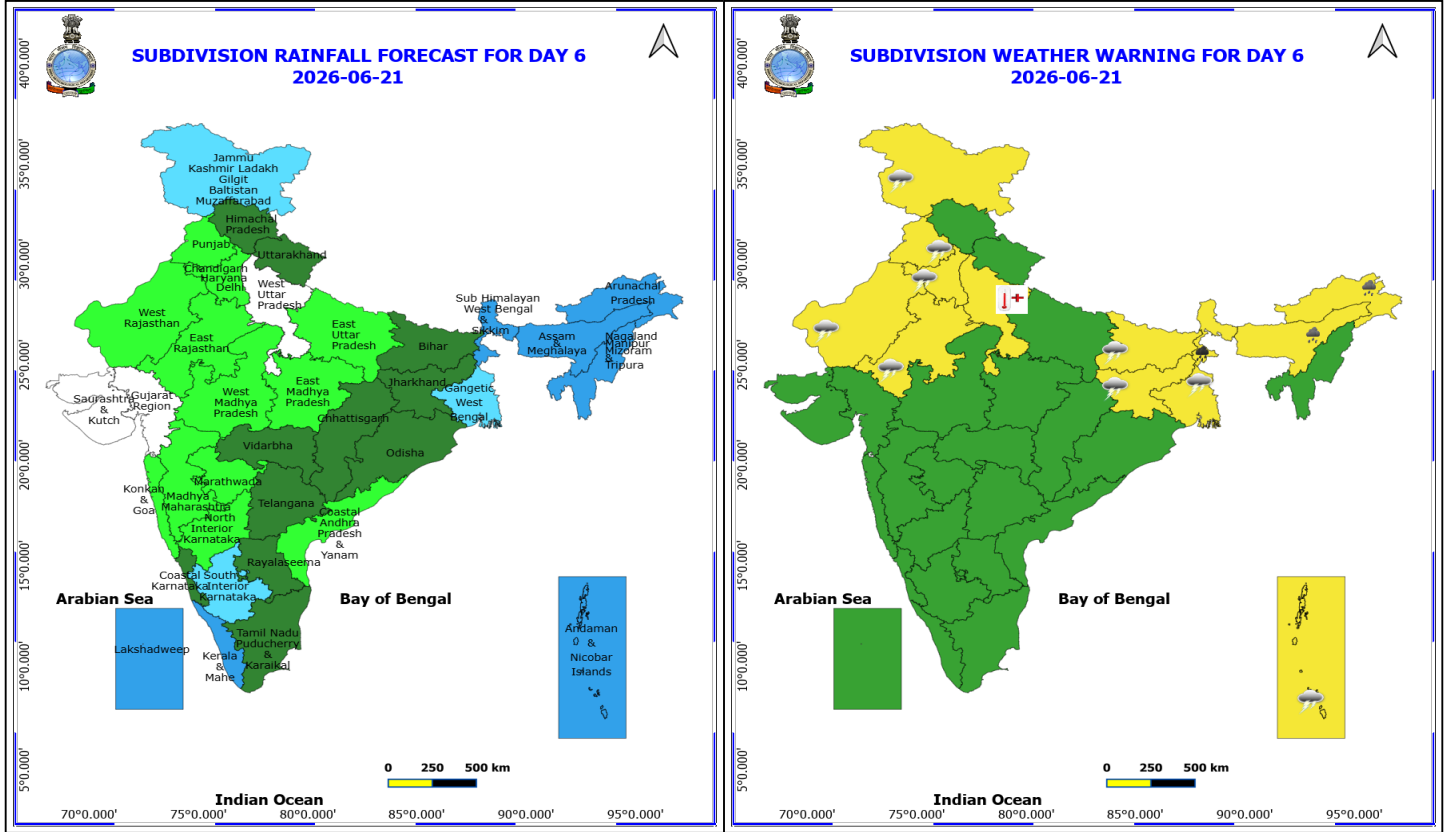 SUBDIVISION RAINFALL FORECAST FOR DAY 6
2026-06-21
40°0.000'
35°0.000'
30°0.000'
25°0.000'
20°0.000'
15°0.000'
10°0.000'
5°0.000'
Jammu
Kashmir Ladakh
Gilgit
Baltistan
Muzaffarabad
Himachal
Pradesh
Punjab
Uttarakhand
Chandigarh
Haryana
Delhi
West
Uttar
Pradesh
West
Rajasthan
East
Rajasthan
East
Uttar
Pradesh
Sub Himalayan
West Bengal
&
Sikkim
Arunachal
Pradesh
Assam
&
Meghalaya
Nagaland
Manipur
Mizoram
&
Tripura
Bihar
Jharkhand
Gangetic
West
Bengal
Saurashtra
&
Kutch
Gujarat
Region
West
Madhya
Pradesh
East
Madhya
Pradesh
Chhattisgarh
Vidarbha
Odisha
Konkan
&
Goa
Marathwada
Madhya
Maharashtra
North
Interior
Karnataka
Telangana
Coastal
Andhra
Pradesh
&
Yanam
Rayalaseema
Coastal
Karnataka
South
Interior
Karnataka
Arabian Sea
Bay of Bengal
Lakshadweep
Kerala
&
Mahe
Tamil Nadu
Puducherry
&
Karaikal
Andaman
&
Nicobar
Islands
0 250 500 km
Indian Ocean
70°0.000' 75°0.000' 80°0.000' 85°0.000' 90°0.000' 95°0.000'
SUBDIVISION WEATHER WARNING FOR DAY 6
2026-06-21
40°0.000'
35°0.000'
30°0.000'
25°0.000'
20°0.000'
15°0.000'
10°0.000'
5°0.000'
Arabian Sea
Bay of Bengal
0 250 500 km
Indian Ocean
70°0.000' 75°0.000' 80°0.000' 85°0.000' 90°0.000' 95°0.000'